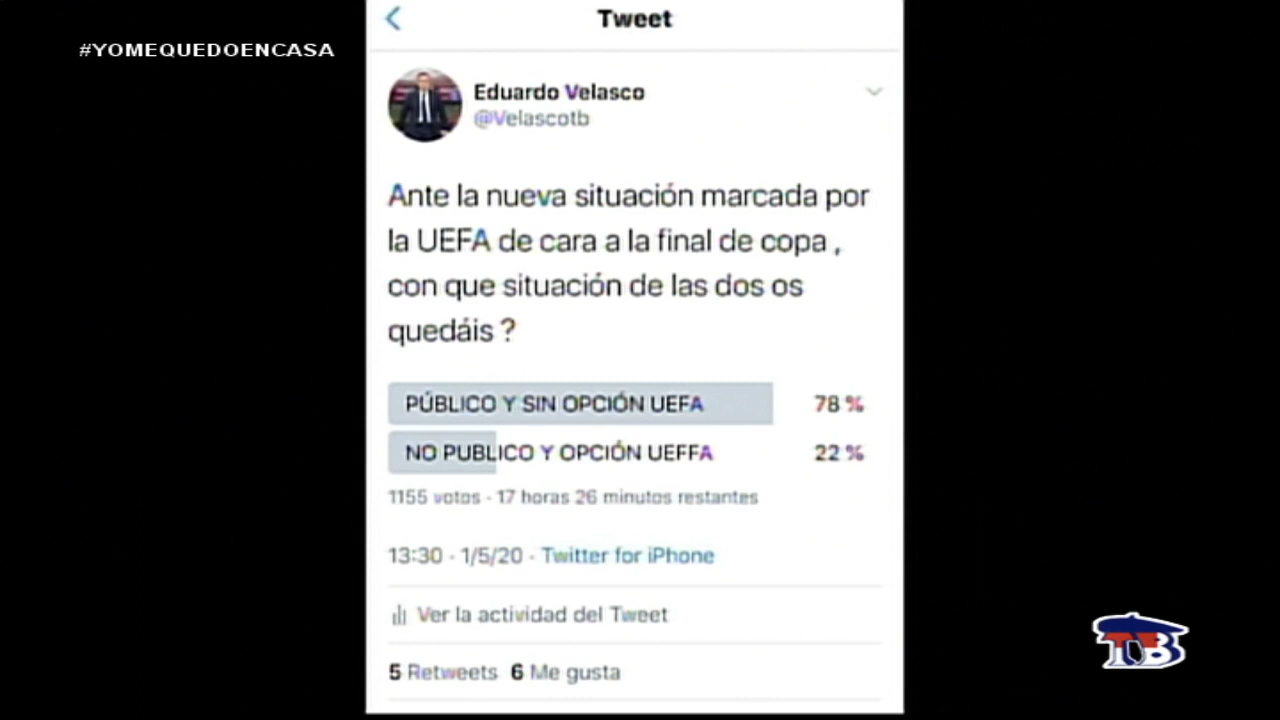 Tweet
#YOMEQUEDOENCASA
Eduardo Velasco
@Velascotb
Ante la nueva situación marcada por
la UEFA de cara a la final de copa ,
con que situación de las dos os
quedáis ?
PÚBLICO Y SIN OPCIÓN UEFA 78 %
NO PUBLICO Y OPCIÓN UEFFA 22 %
1155 votos · 17 horas 26 minutos restantes
13:30 · 1/5/20 · Twitter for iPhone
Ver la actividad del Tweet
5 Retweets 6 Me gusta
TB